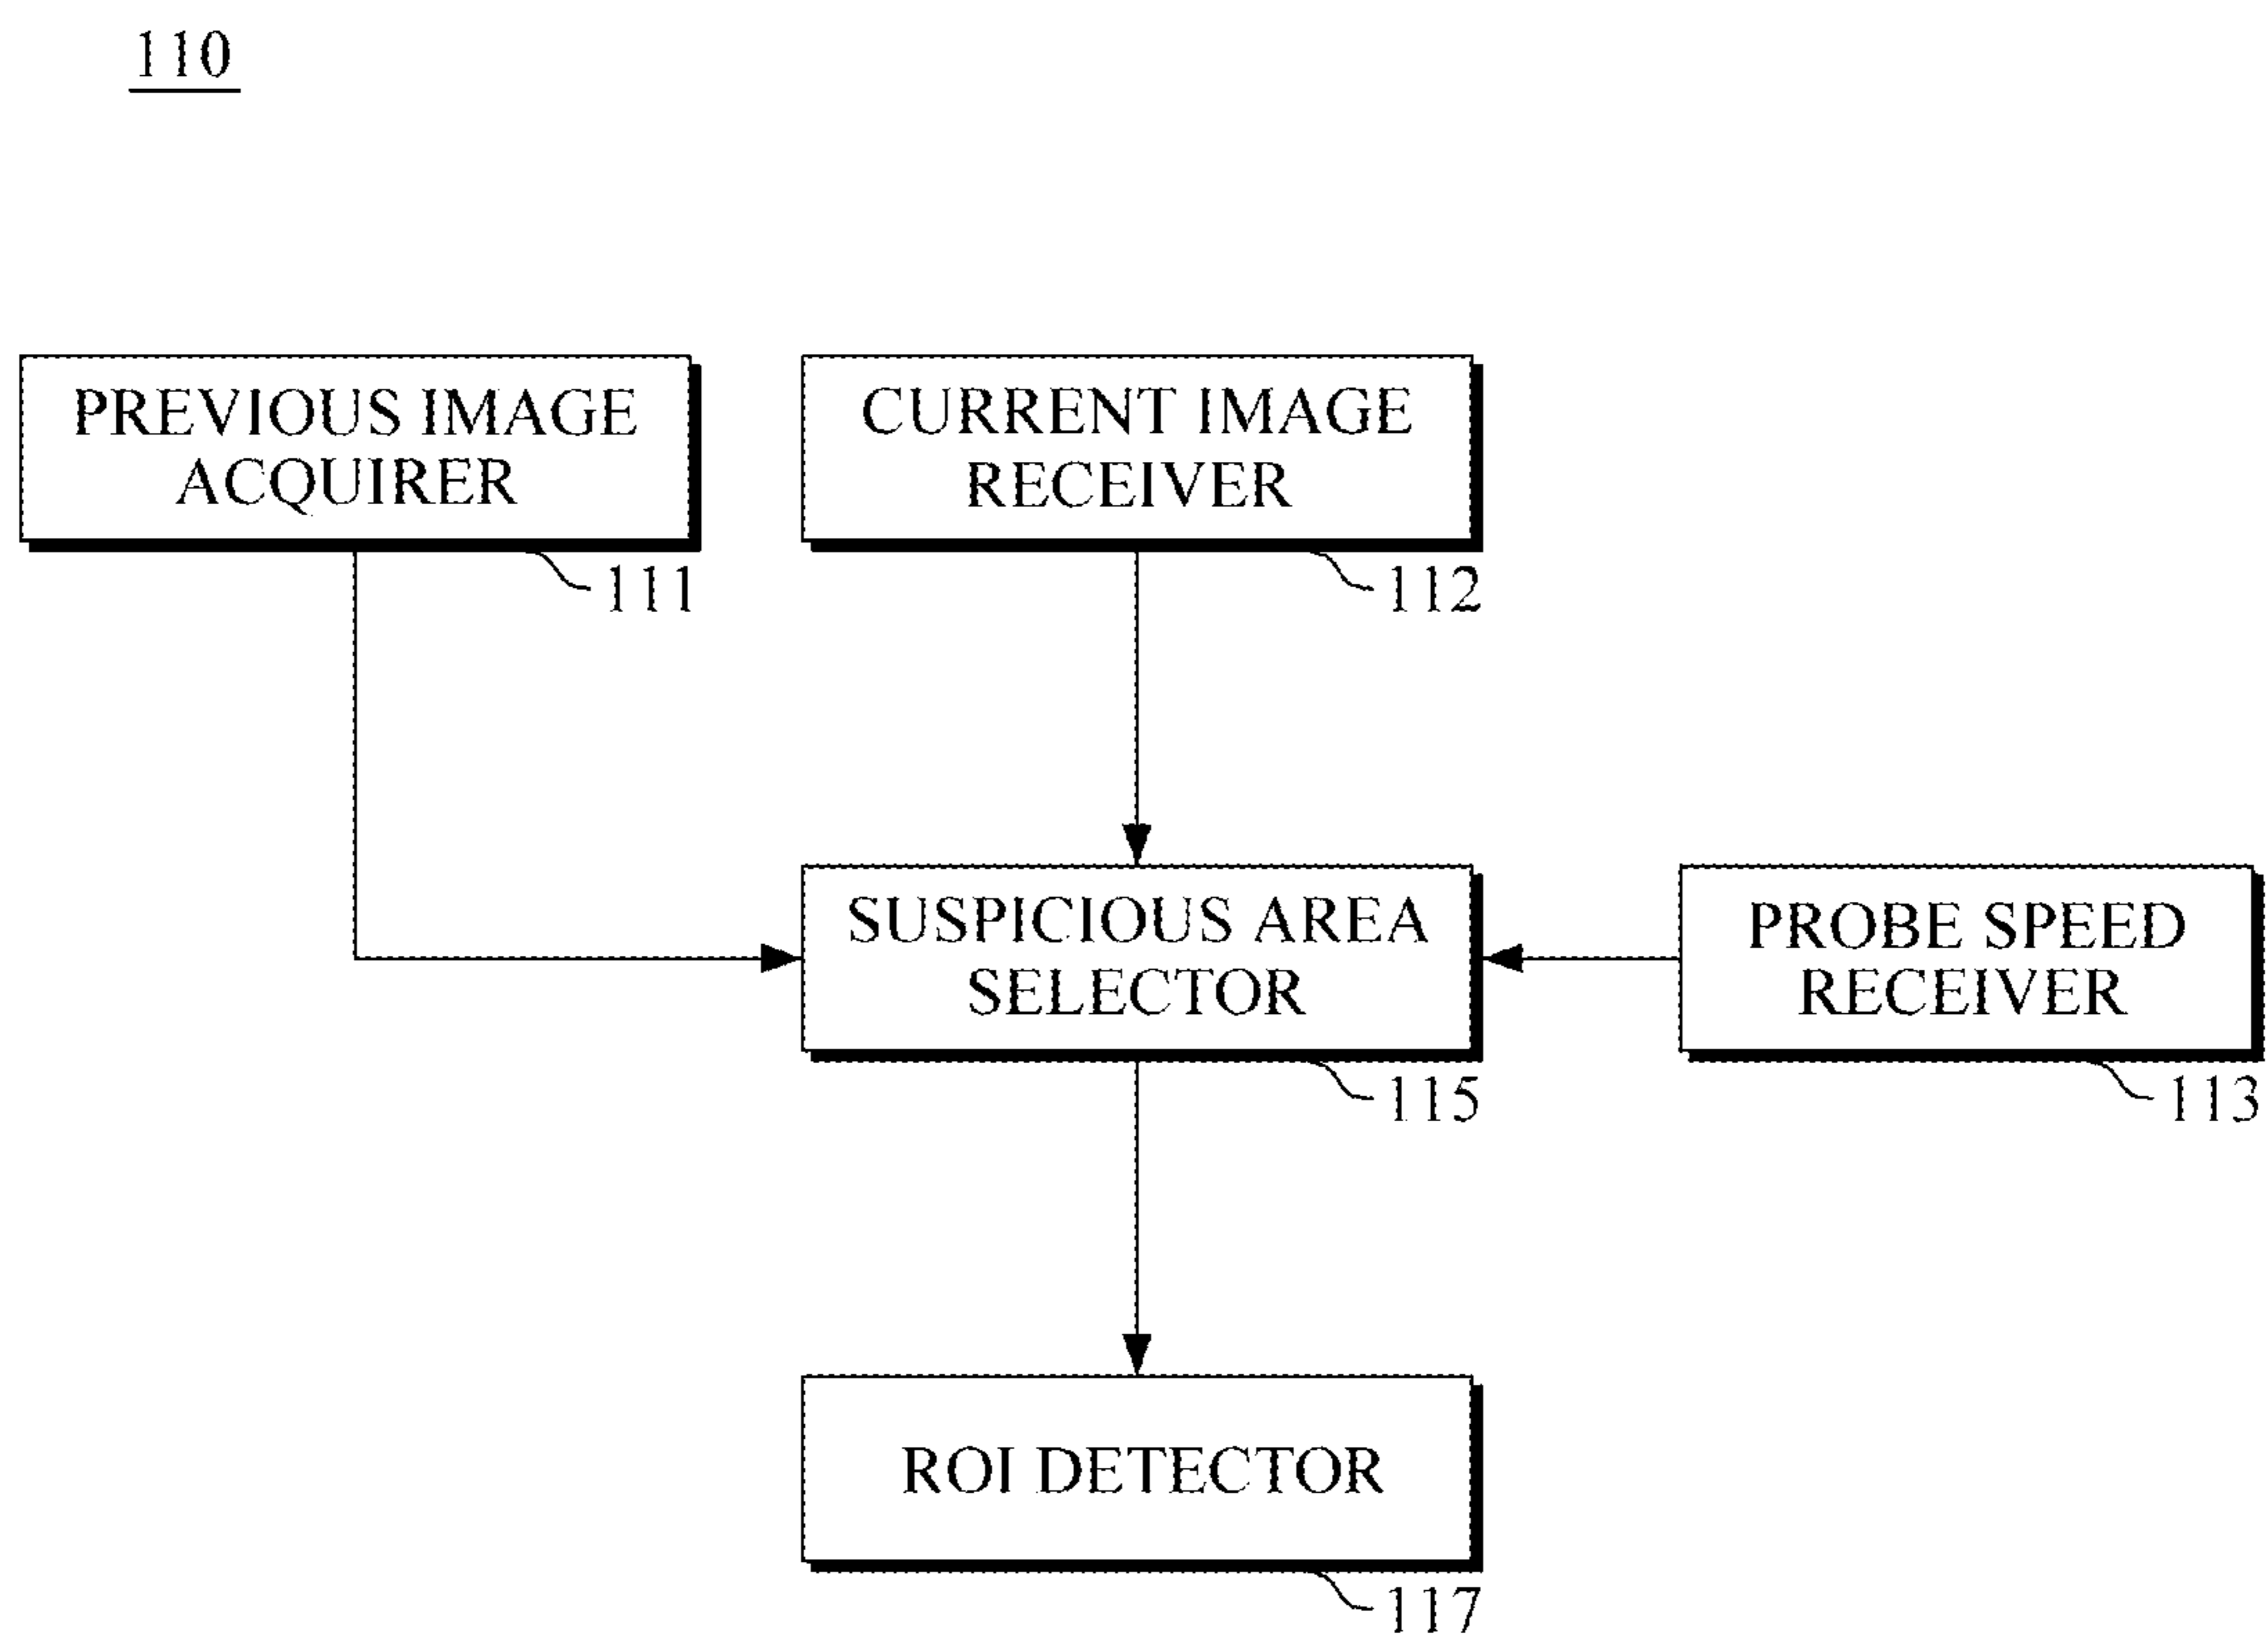 110
PREVIOUS IMAGE
ACQUIRER
111
CURRENT IMAGE
RECEIVER
112
SUSPICIOUS AREA
SELECTOR
115
PROBE SPEED
RECEIVER
113
ROI DETECTOR
117